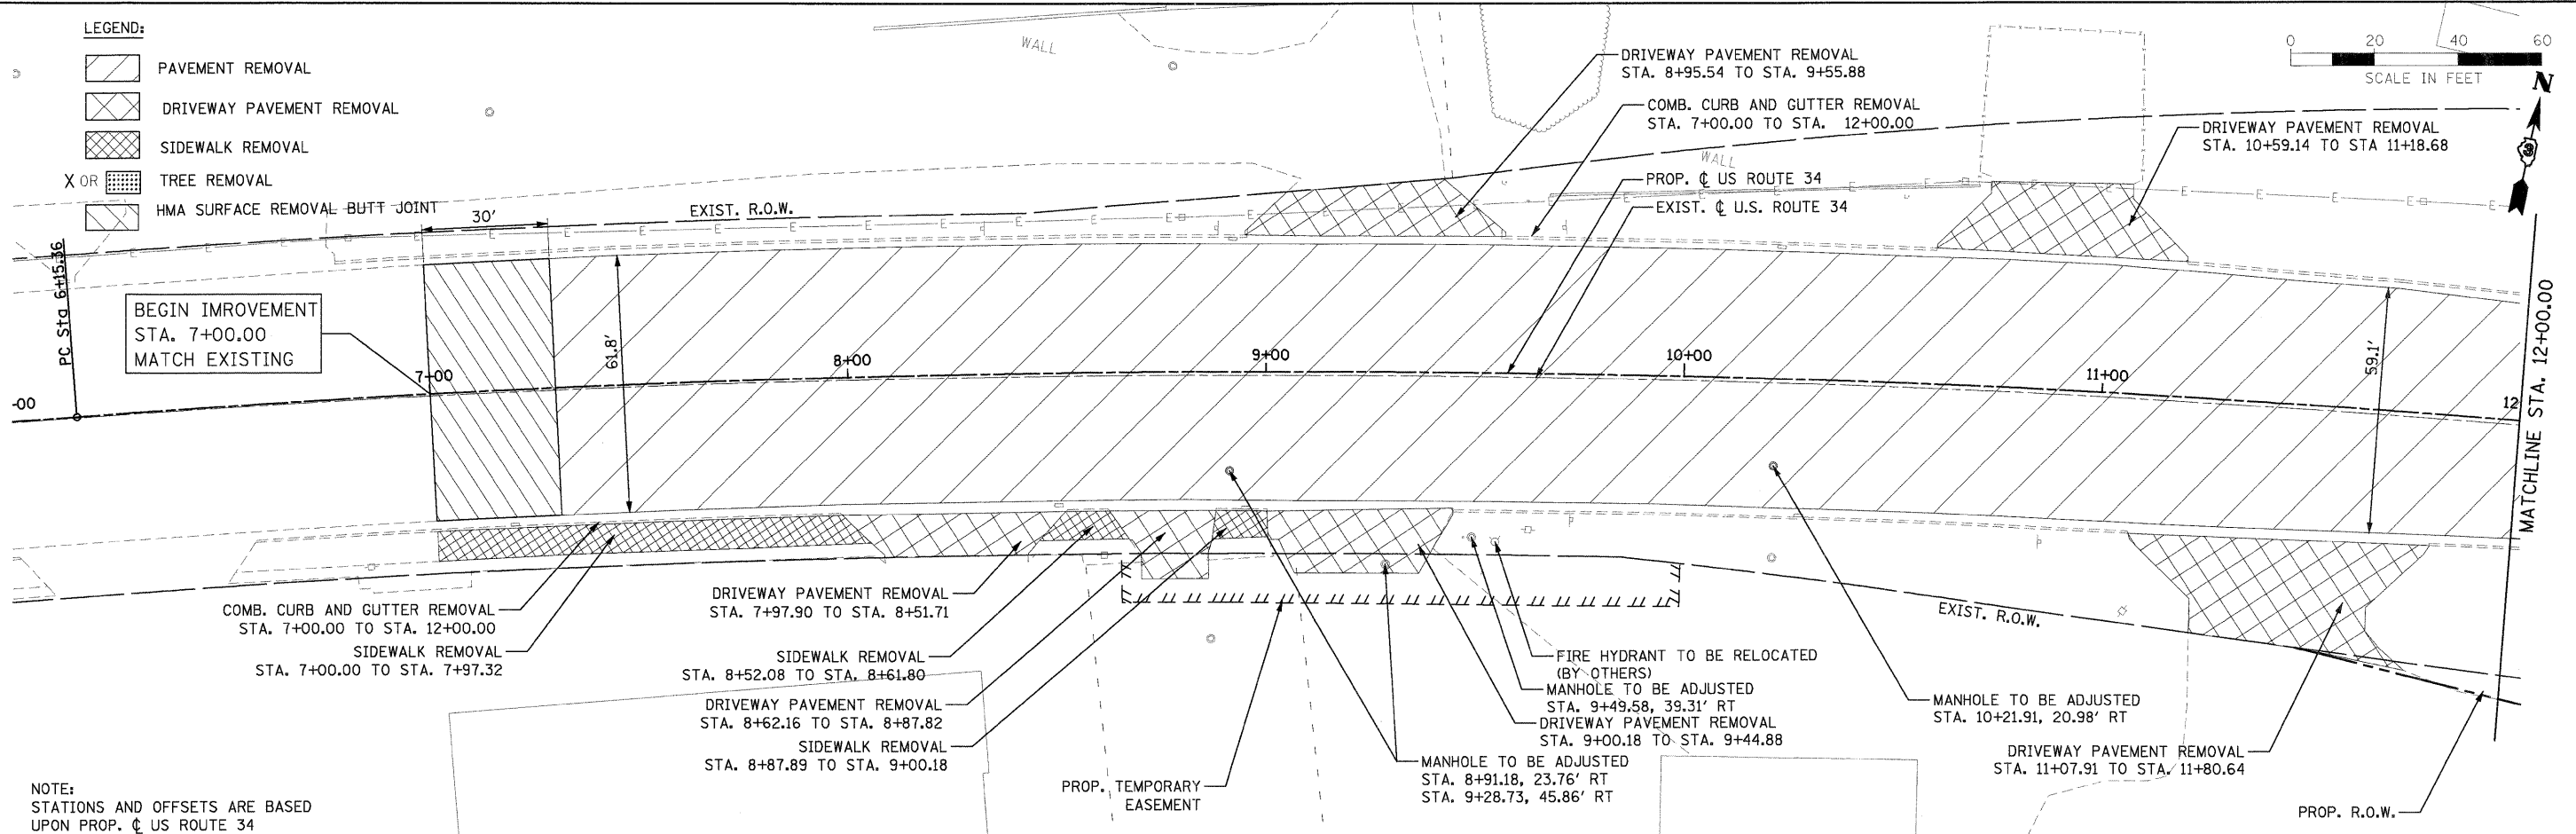 LEGEND:
PAVEMENT REMOVAL
DRIVEWAY PAVEMENT REMOVAL
SIDEWALK REMOVAL
X OR
TREE REMOVAL
HMA SURFACE REMOVAL BUTT JOINT
30'
EXIST. R.O.W.
WALL
DRIVEWAY PAVEMENT REMOVAL
STA. 8+95.54 TO STA. 9+55.88
COMB. CURB AND GUTTER REMOVAL
STA. 7+00.00 TO STA. 12+00.00
WALL
PROP. ℄ US ROUTE 34
EXIST. ℄ U.S. ROUTE 34
0 20 40 60
SCALE IN FEET
N
DRIVEWAY PAVEMENT REMOVAL
STA. 10+59.14 TO STA 11+18.68
PC Sta 6+15.36
BEGIN IMROVEMENT
STA. 7+00.00
MATCH EXISTING
61.8'
59.1'
-00
7+00
8+00
9+00
10+00
11+00
12
MATCHLINE STA. 12+00.00
COMB. CURB AND GUTTER REMOVAL
STA. 7+00.00 TO STA. 12+00.00
SIDEWALK REMOVAL
STA. 7+00.00 TO STA. 7+97.32
DRIVEWAY PAVEMENT REMOVAL
STA. 7+97.90 TO STA. 8+51.71
SIDEWALK REMOVAL
STA. 8+52.08 TO STA. 8+61.80
DRIVEWAY PAVEMENT REMOVAL
STA. 8+62.16 TO STA. 8+87.82
SIDEWALK REMOVAL
STA. 8+87.89 TO STA. 9+00.18
PROP. TEMPORARY
EASEMENT
FIRE HYDRANT TO BE RELOCATED
(BY OTHERS)
MANHOLE TO BE ADJUSTED
STA. 9+49.58, 39.31' RT
DRIVEWAY PAVEMENT REMOVAL
STA. 9+00.18 TO STA. 9+44.88
MANHOLE TO BE ADJUSTED
STA. 8+91.18, 23.76' RT
STA. 9+28.73, 45.86' RT
EXIST. R.O.W.
MANHOLE TO BE ADJUSTED
STA. 10+21.91, 20.98' RT
DRIVEWAY PAVEMENT REMOVAL
STA. 11+07.91 TO STA. 11+80.64
PROP. R.O.W.
NOTE:
STATIONS AND OFFSETS ARE BASED
UPON PROP. ℄ US ROUTE 34